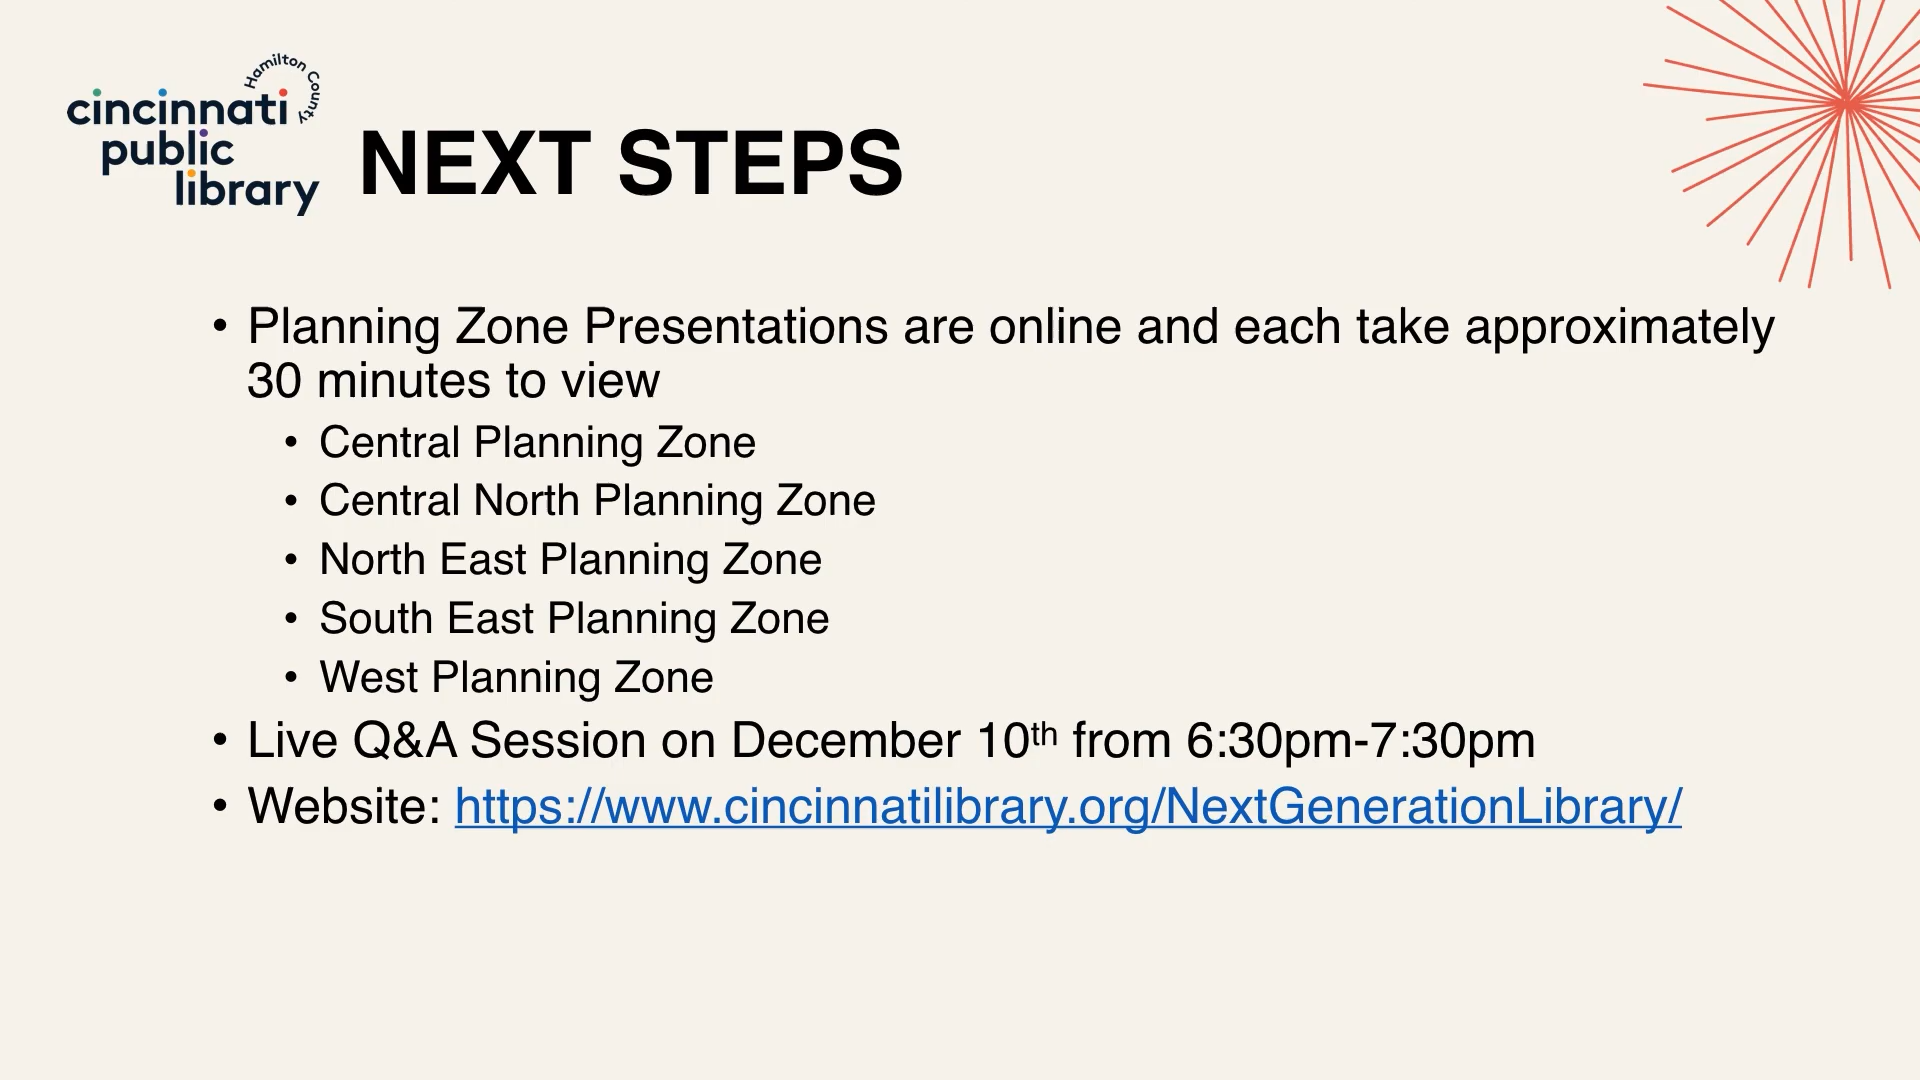 Hamilton County
cincinnati
public
library
NEXT STEPS
• Planning Zone Presentations are online and each take approximately
30 minutes to view
• Central Planning Zone
• Central North Planning Zone
• North East Planning Zone
• South East Planning Zone
• West Planning Zone
• Live Q&A Session on December 10th from 6:30pm-7:30pm
• Website: https://www.cincinnatilibrary.org/NextGenerationLibrary/